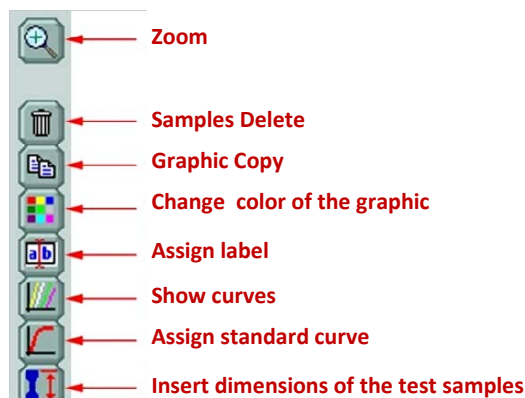 Zoom
Samples Delete
Graphic Copy
Change color of the graphic
a b
Assign label
Show curves
Assign standard curve
Insert dimensions of the test samples